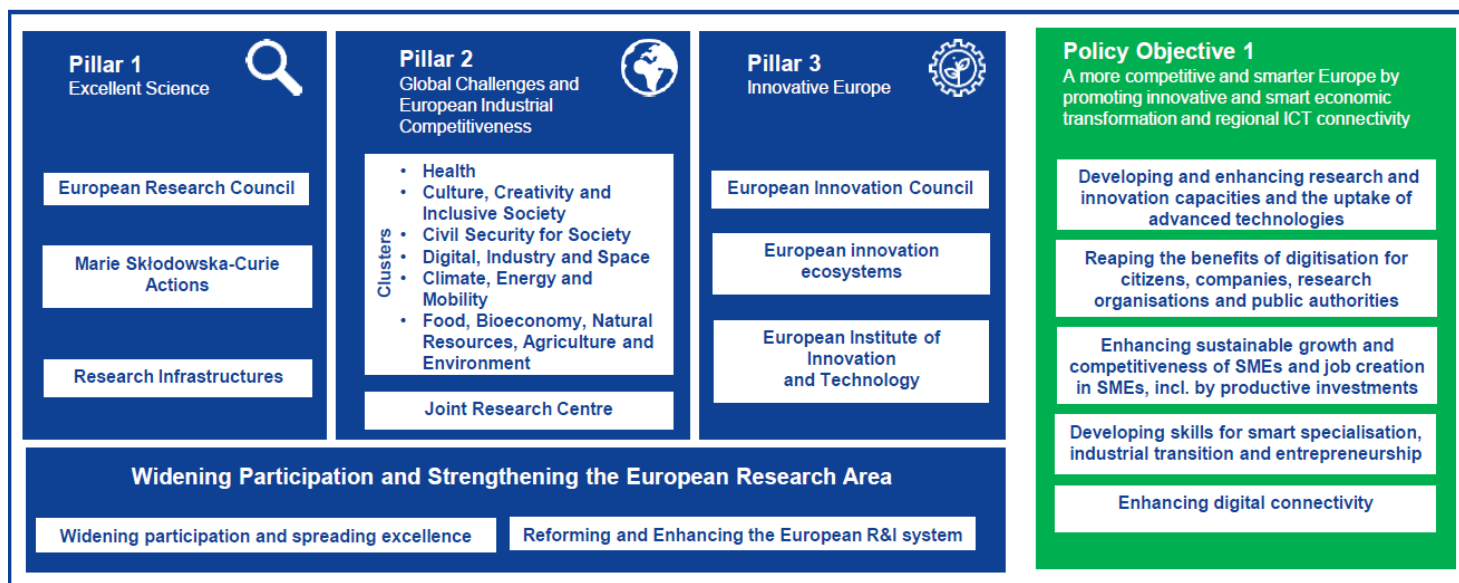 Pillar 1
Excellent Science
European Research Council
Marie Skłodowska-Curie
Actions
Research Infrastructures
Pillar 2
Global Challenges and
European Industrial
Competitiveness
Clusters
• Health
• Culture, Creativity and
Inclusive Society
• Civil Security for Society
• Digital, Industry and Space
• Climate, Energy and
Mobility
• Food, Bioeconomy, Natural
Resources, Agriculture and
Environment
Joint Research Centre
Pillar 3
Innovative Europe
European Innovation Council
European innovation
ecosystems
European Institute of
Innovation
and Technology
Widening Participation and Strengthening the European Research Area
Widening participation and spreading excellence
Reforming and Enhancing the European R&I system
Policy Objective 1
A more competitive and smarter Europe by
promoting innovative and smart economic
transformation and regional ICT connectivity
Developing and enhancing research and
innovation capacities and the uptake of
advanced technologies
Reaping the benefits of digitisation for
citizens, companies, research
organisations and public authorities
Enhancing sustainable growth and
competitiveness of SMEs and job creation
in SMEs, incl. by productive investments
Developing skills for smart specialisation,
industrial transition and entrepreneurship
Enhancing digital connectivity